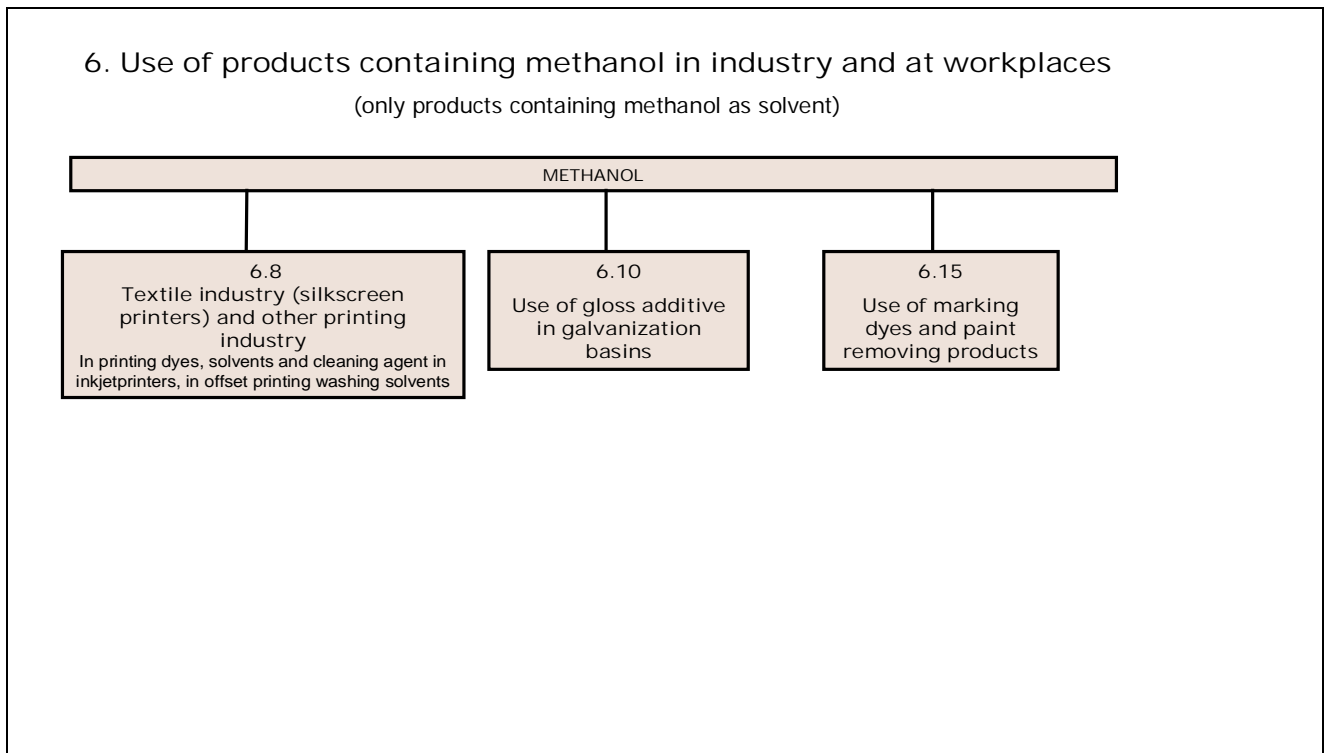 6. Use of products containing methanol in industry and at workplaces
(only products containing methanol as solvent)
METHANOL
6.8
Textile industry (silkscreen
printers) and other printing
industry
In printing dyes, solvents and cleaning agent in
inkjetprinters, in offset printing washing solvents
6.10
Use of gloss additive
in galvanization
basins
6.15
Use of marking
dyes and paint
removing products